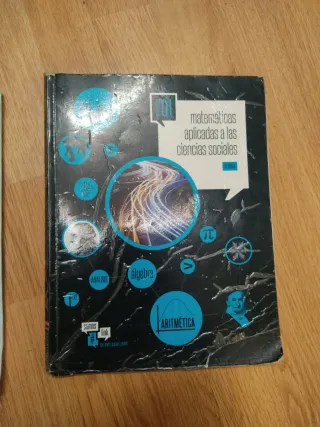 matemáticas
aplicadas a las
ciencias sociales
π
ANÁLISIS
álgebra
>
ARITMÉTICA